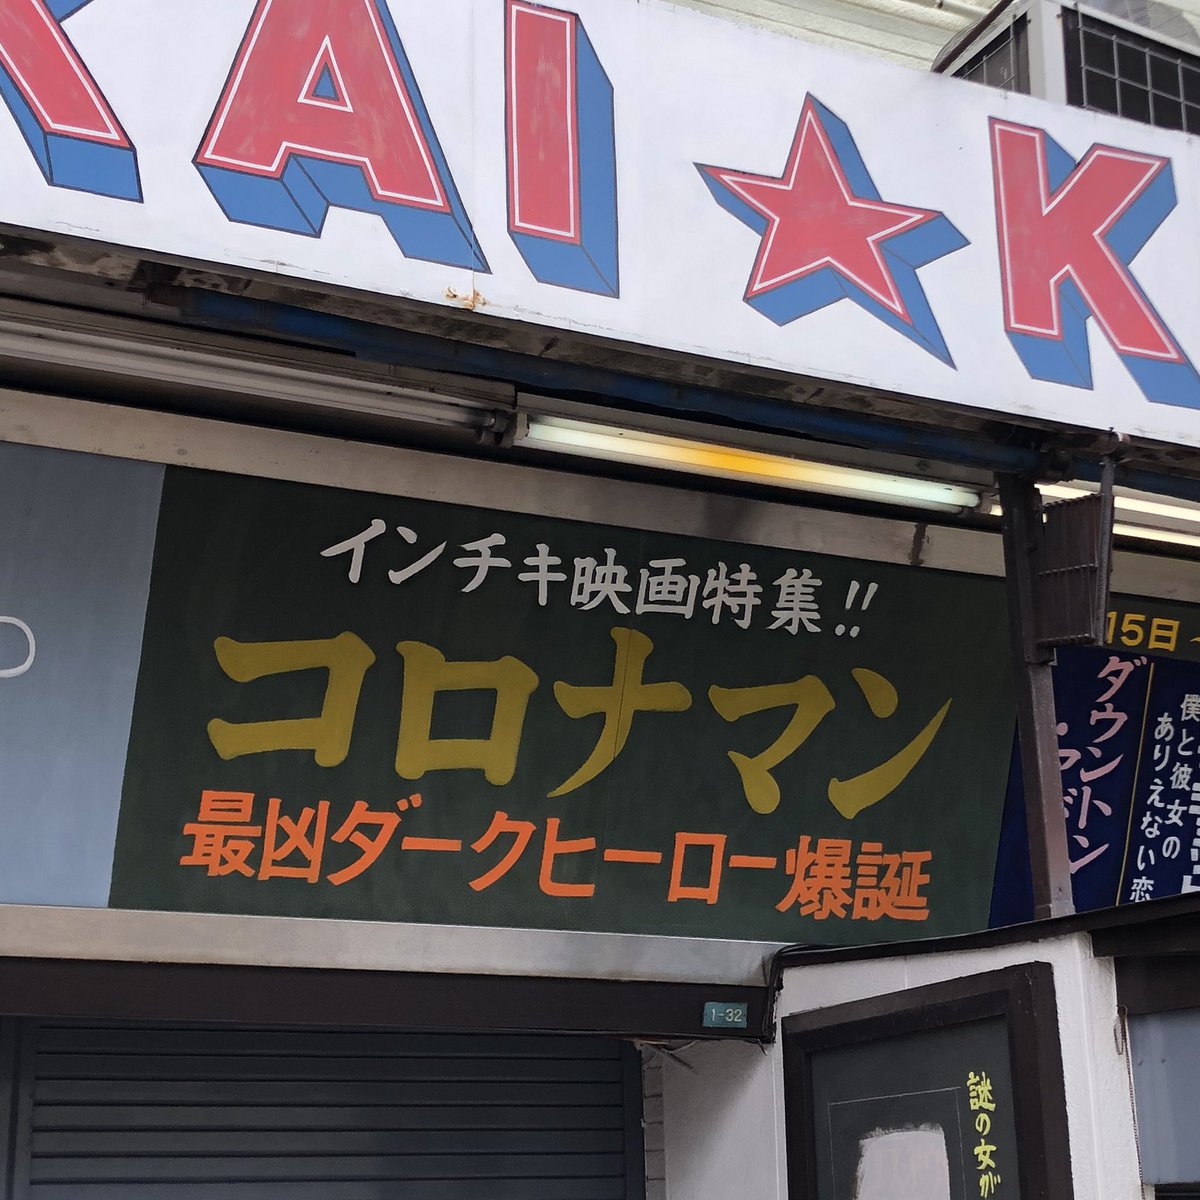 KAI★K
インチキ映画特集!!
コロナマン
最凶ダークヒーロー爆誕
15日
ダウントン
僕と彼女の
ありえない恋
1-32
謎の女が